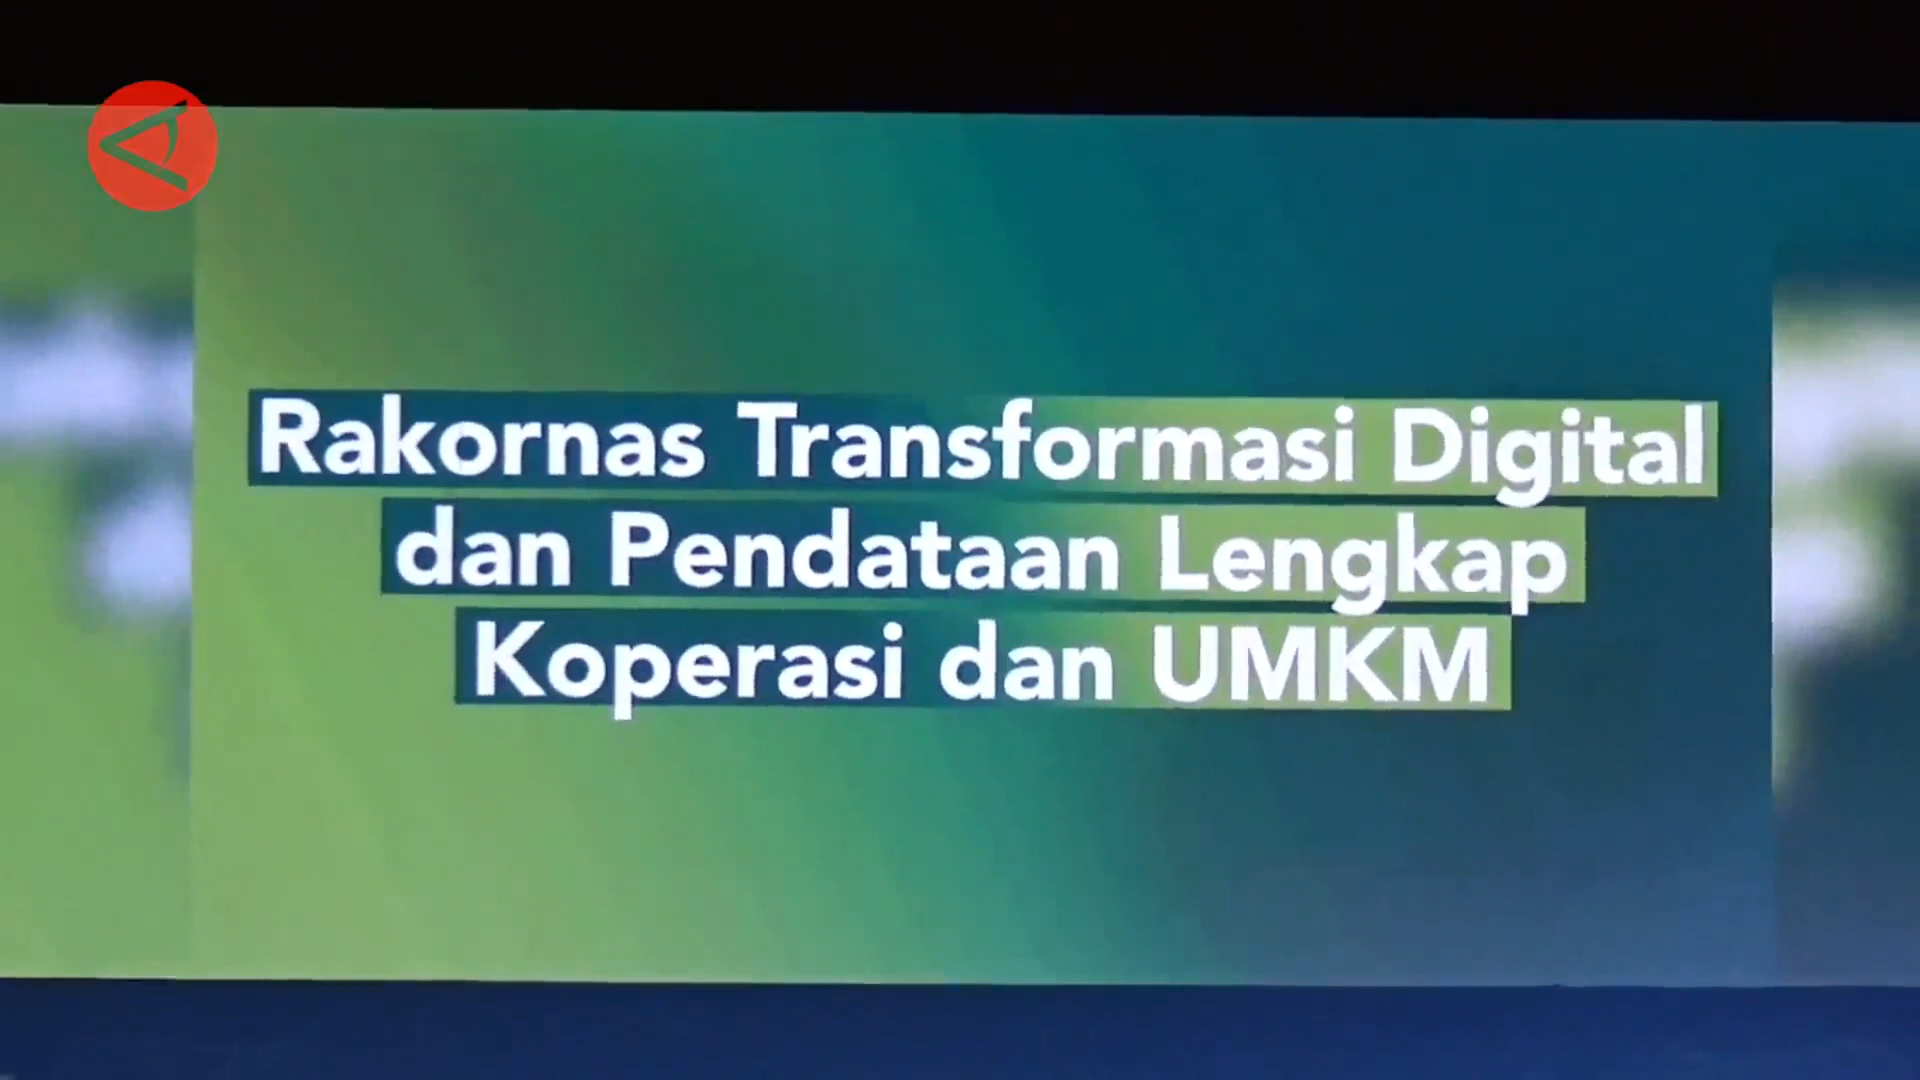 Rakornas Transformasi Digital
dan Pendataan Lengkap
Koperasi dan UMKM